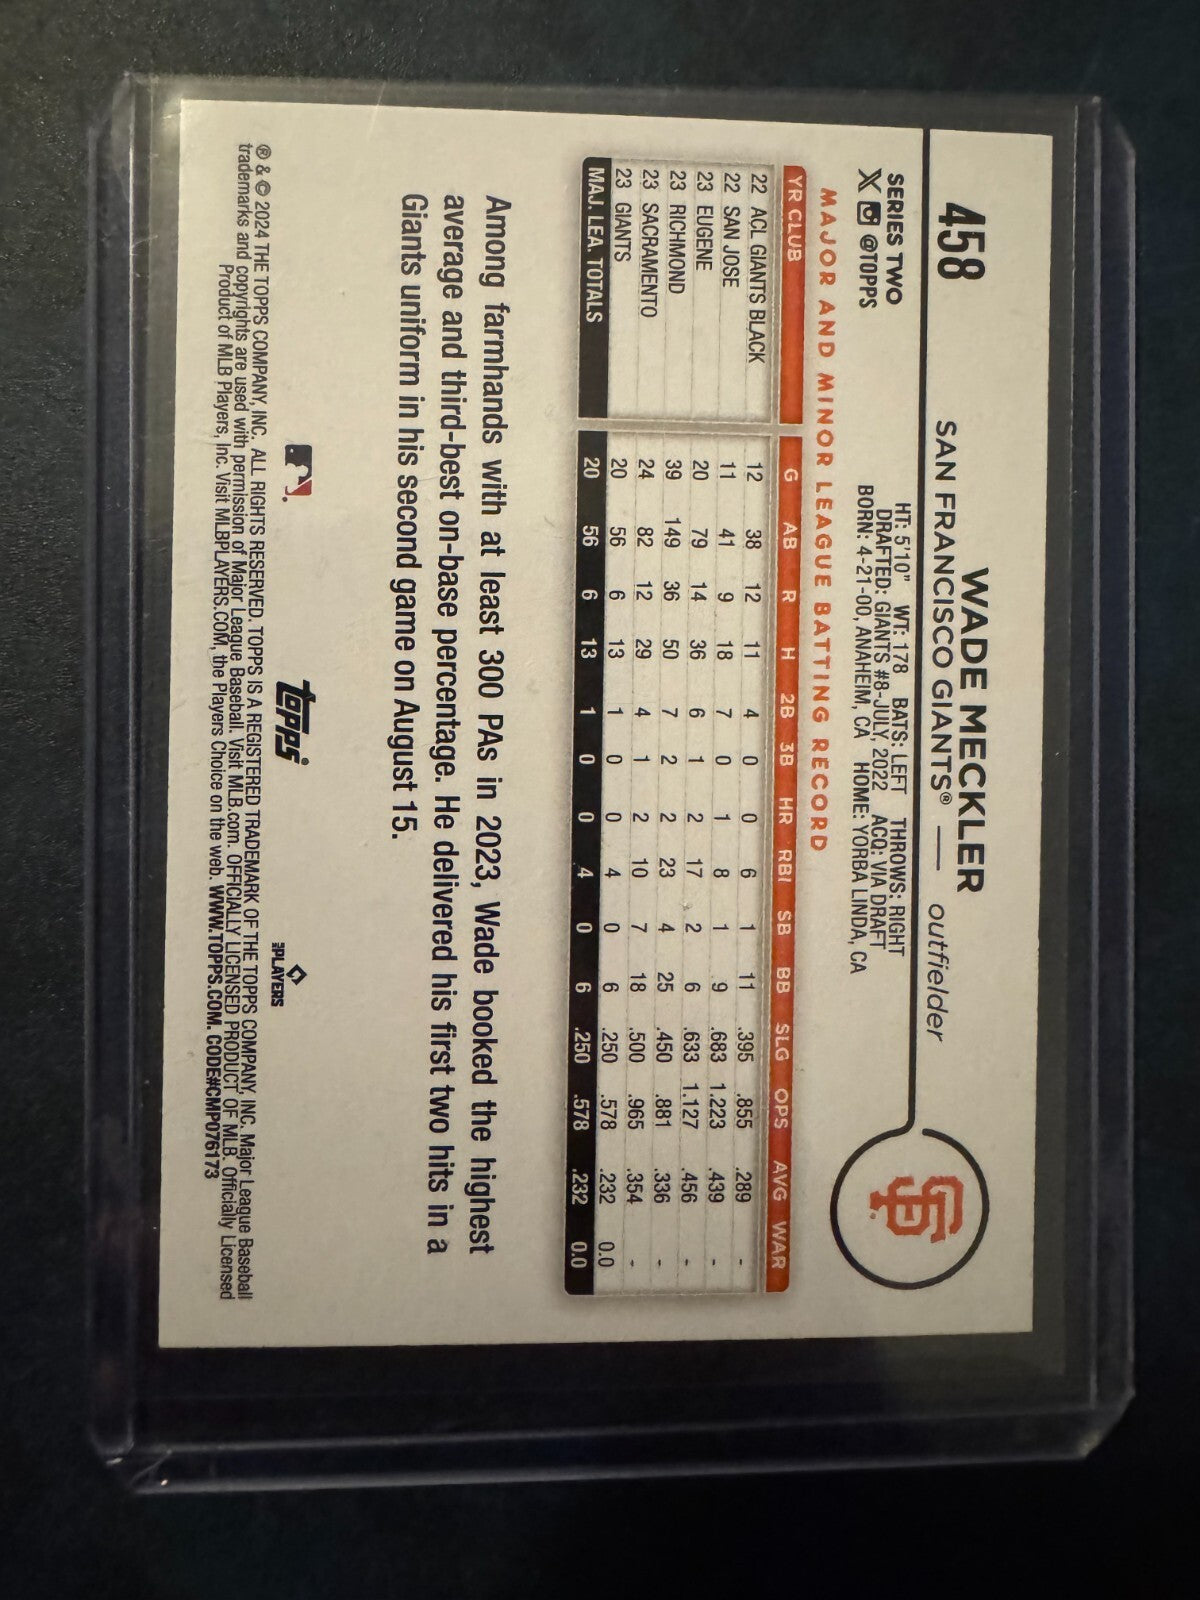 458
WADE MECKLER
SAN FRANCISCO GIANTS® — outfielder
SERIES TWO
@TOPPS
HT: 5'10" WT: 178 BATS: LEFT THROWS: RIGHT
DRAFTED: GIANTS #8-JULY, 2022 ACQ: VIA DRAFT
BORN: 4-21-00, ANAHEIM, CA HOME: YORBA LINDA, CA
SF
MAJOR AND MINOR LEAGUE BATTING RECORD
YR CLUB G AB R H 2B 3B HR RBI SB BB SLG OPS AVG WAR
22 ACL GIANTS BLACK 12 38 12 11 4 0 0 6 1 11 .395 .855 .289 -
22 SAN JOSE 11 41 9 18 7 0 1 8 1 9 .683 1.223 .439 -
23 EUGENE 20 79 14 36 6 1 2 17 2 6 .633 1.127 .456 -
23 RICHMOND 39 149 36 50 7 2 2 23 4 25 .450 .881 .336 -
23 SACRAMENTO 24 82 12 29 4 1 2 10 7 18 .500 .965 .354 -
23 GIANTS 20 56 6 13 1 0 0 4 0 6 .250 .578 .232 0.0
MAJ. LEA. TOTALS 20 56 6 13 1 0 0 4 0 6 .250 .578 .232 0.0
Among farmhands with at least 300 PAs in 2023, Wade booked the highest
average and third-best on-base percentage. He delivered his first two hits in a
Giants uniform in his second game on August 15.
topps
PLAYERS
® & © 2024 THE TOPPS COMPANY, INC. ALL RIGHTS RESERVED. TOPPS IS A REGISTERED TRADEMARK OF THE TOPPS COMPANY, INC. Major League Baseball
trademarks and copyrights are used with permission of Major League Baseball. Visit MLB.com. OFFICIALLY LICENSED PRODUCT OF MLB. Officially Licensed
Product of MLB Players, Inc. Visit MLBPLAYERS.COM, the Players Choice on the web. WWW.TOPPS.COM. CODE#CMP076173